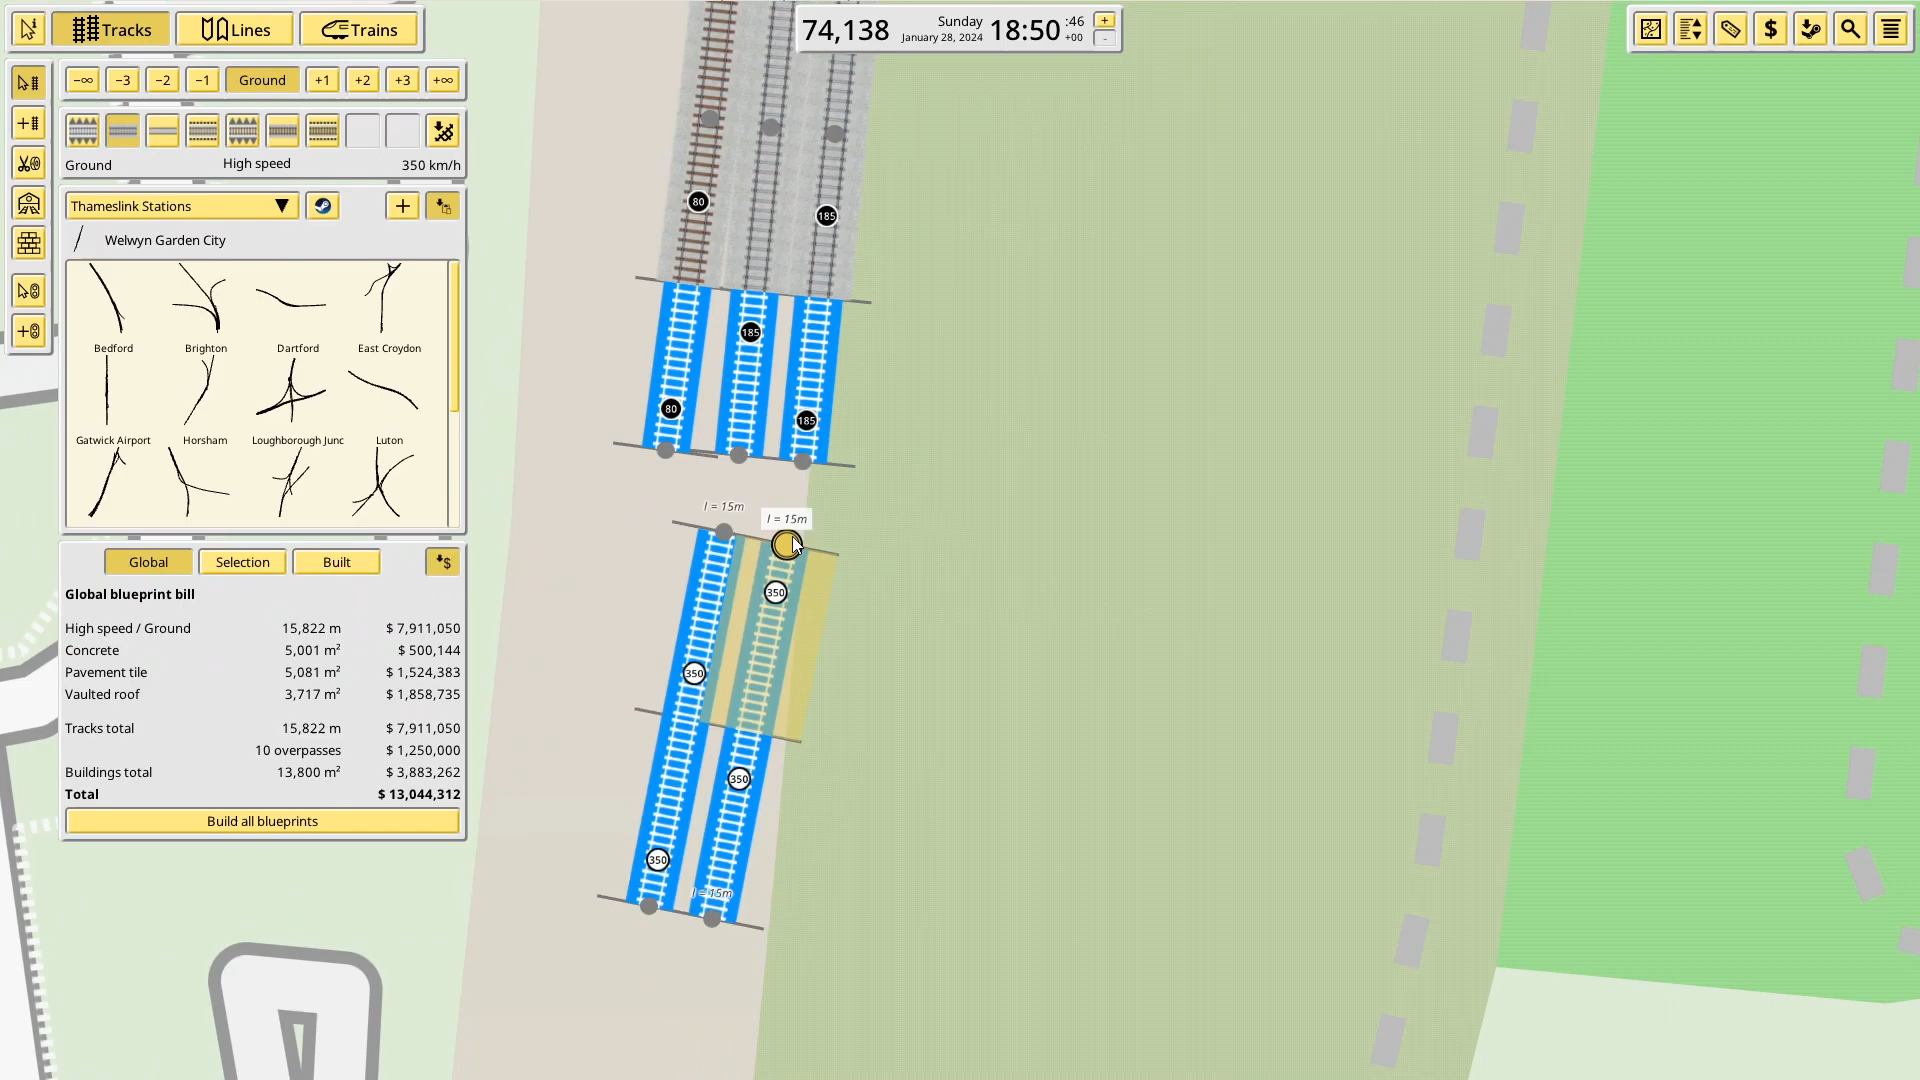 Tracks
Lines
Trains
74,138
Sunday
January 28, 2024
18:50
:46
+00
+
-
$
−∞
−3
−2
−1
Ground
+1
+2
+3
+∞
Ground
High speed
350 km/h
Thameslink Stations
+
Welwyn Garden City
Bedford
Brighton
Dartford
East Croydon
Gatwick Airport
Horsham
Loughborough Junc
Luton
Global
Selection
Built
$
Global blueprint bill
High speed / Ground 15,822 m $ 7,911,050
Concrete 5,001 m² $ 500,144
Pavement tile 5,081 m² $ 1,524,383
Vaulted roof 3,717 m² $ 1,858,735
Tracks total 15,822 m $ 7,911,050
10 overpasses $ 1,250,000
Buildings total 13,800 m² $ 3,883,262
Total $ 13,044,312
Build all blueprints
80
185
185
80
185
l = 15m
l = 15m
350
350
350
350
l = 15m